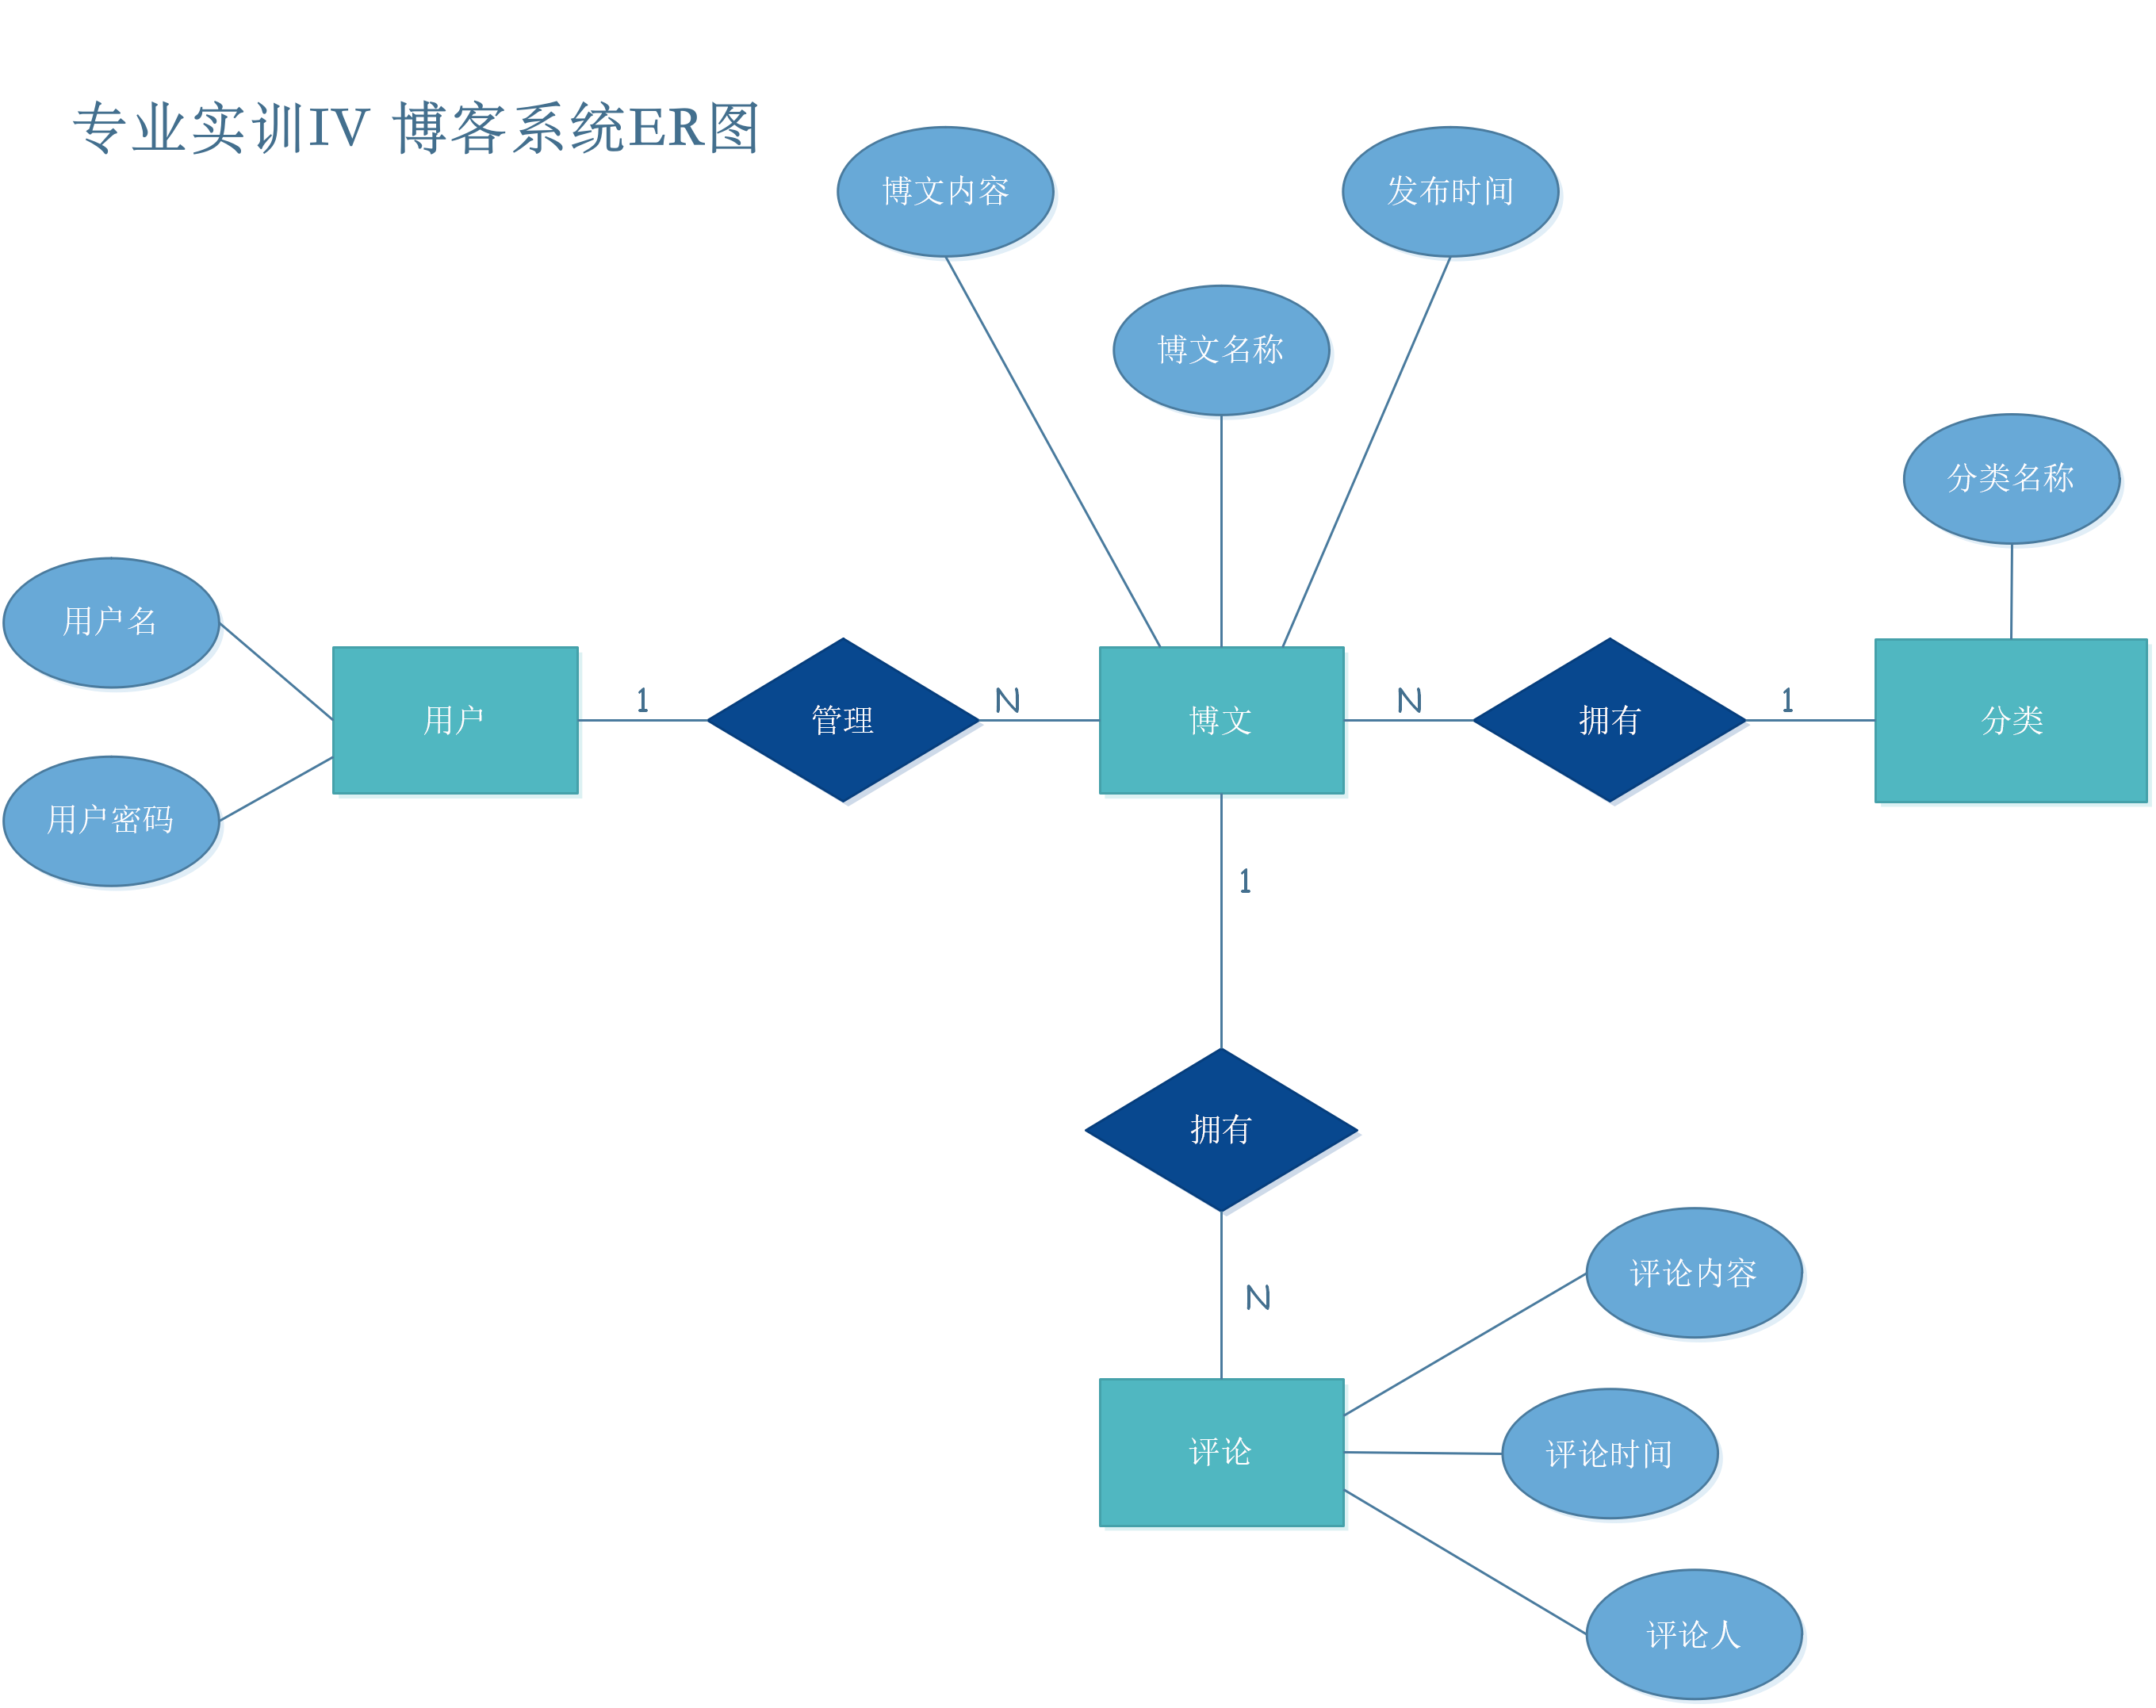 专业实训IV 博客系统ER图
博文内容
发布时间
博文名称
分类名称
用户名
用户密码
用户
1
管理
N
博文
N
拥有
1
分类
1
拥有
N
评论
评论内容
评论时间
评论人